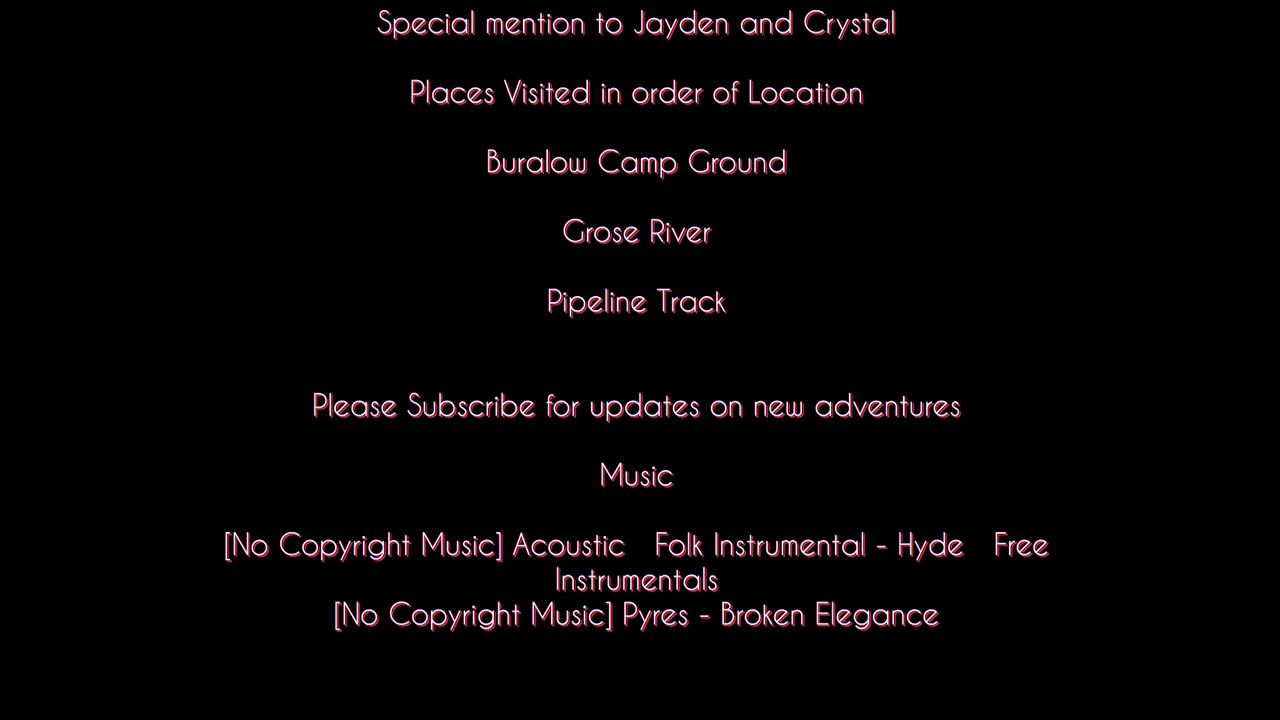 Special mention to Jayden and Crystal
Places Visited in order of Location
Buralow Camp Ground
Grose River
Pipeline Track
Please Subscribe for updates on new adventures
Music
[No Copyright Music] Acoustic   Folk Instrumental - Hyde   Free
Instrumentals
[No Copyright Music] Pyres - Broken Elegance